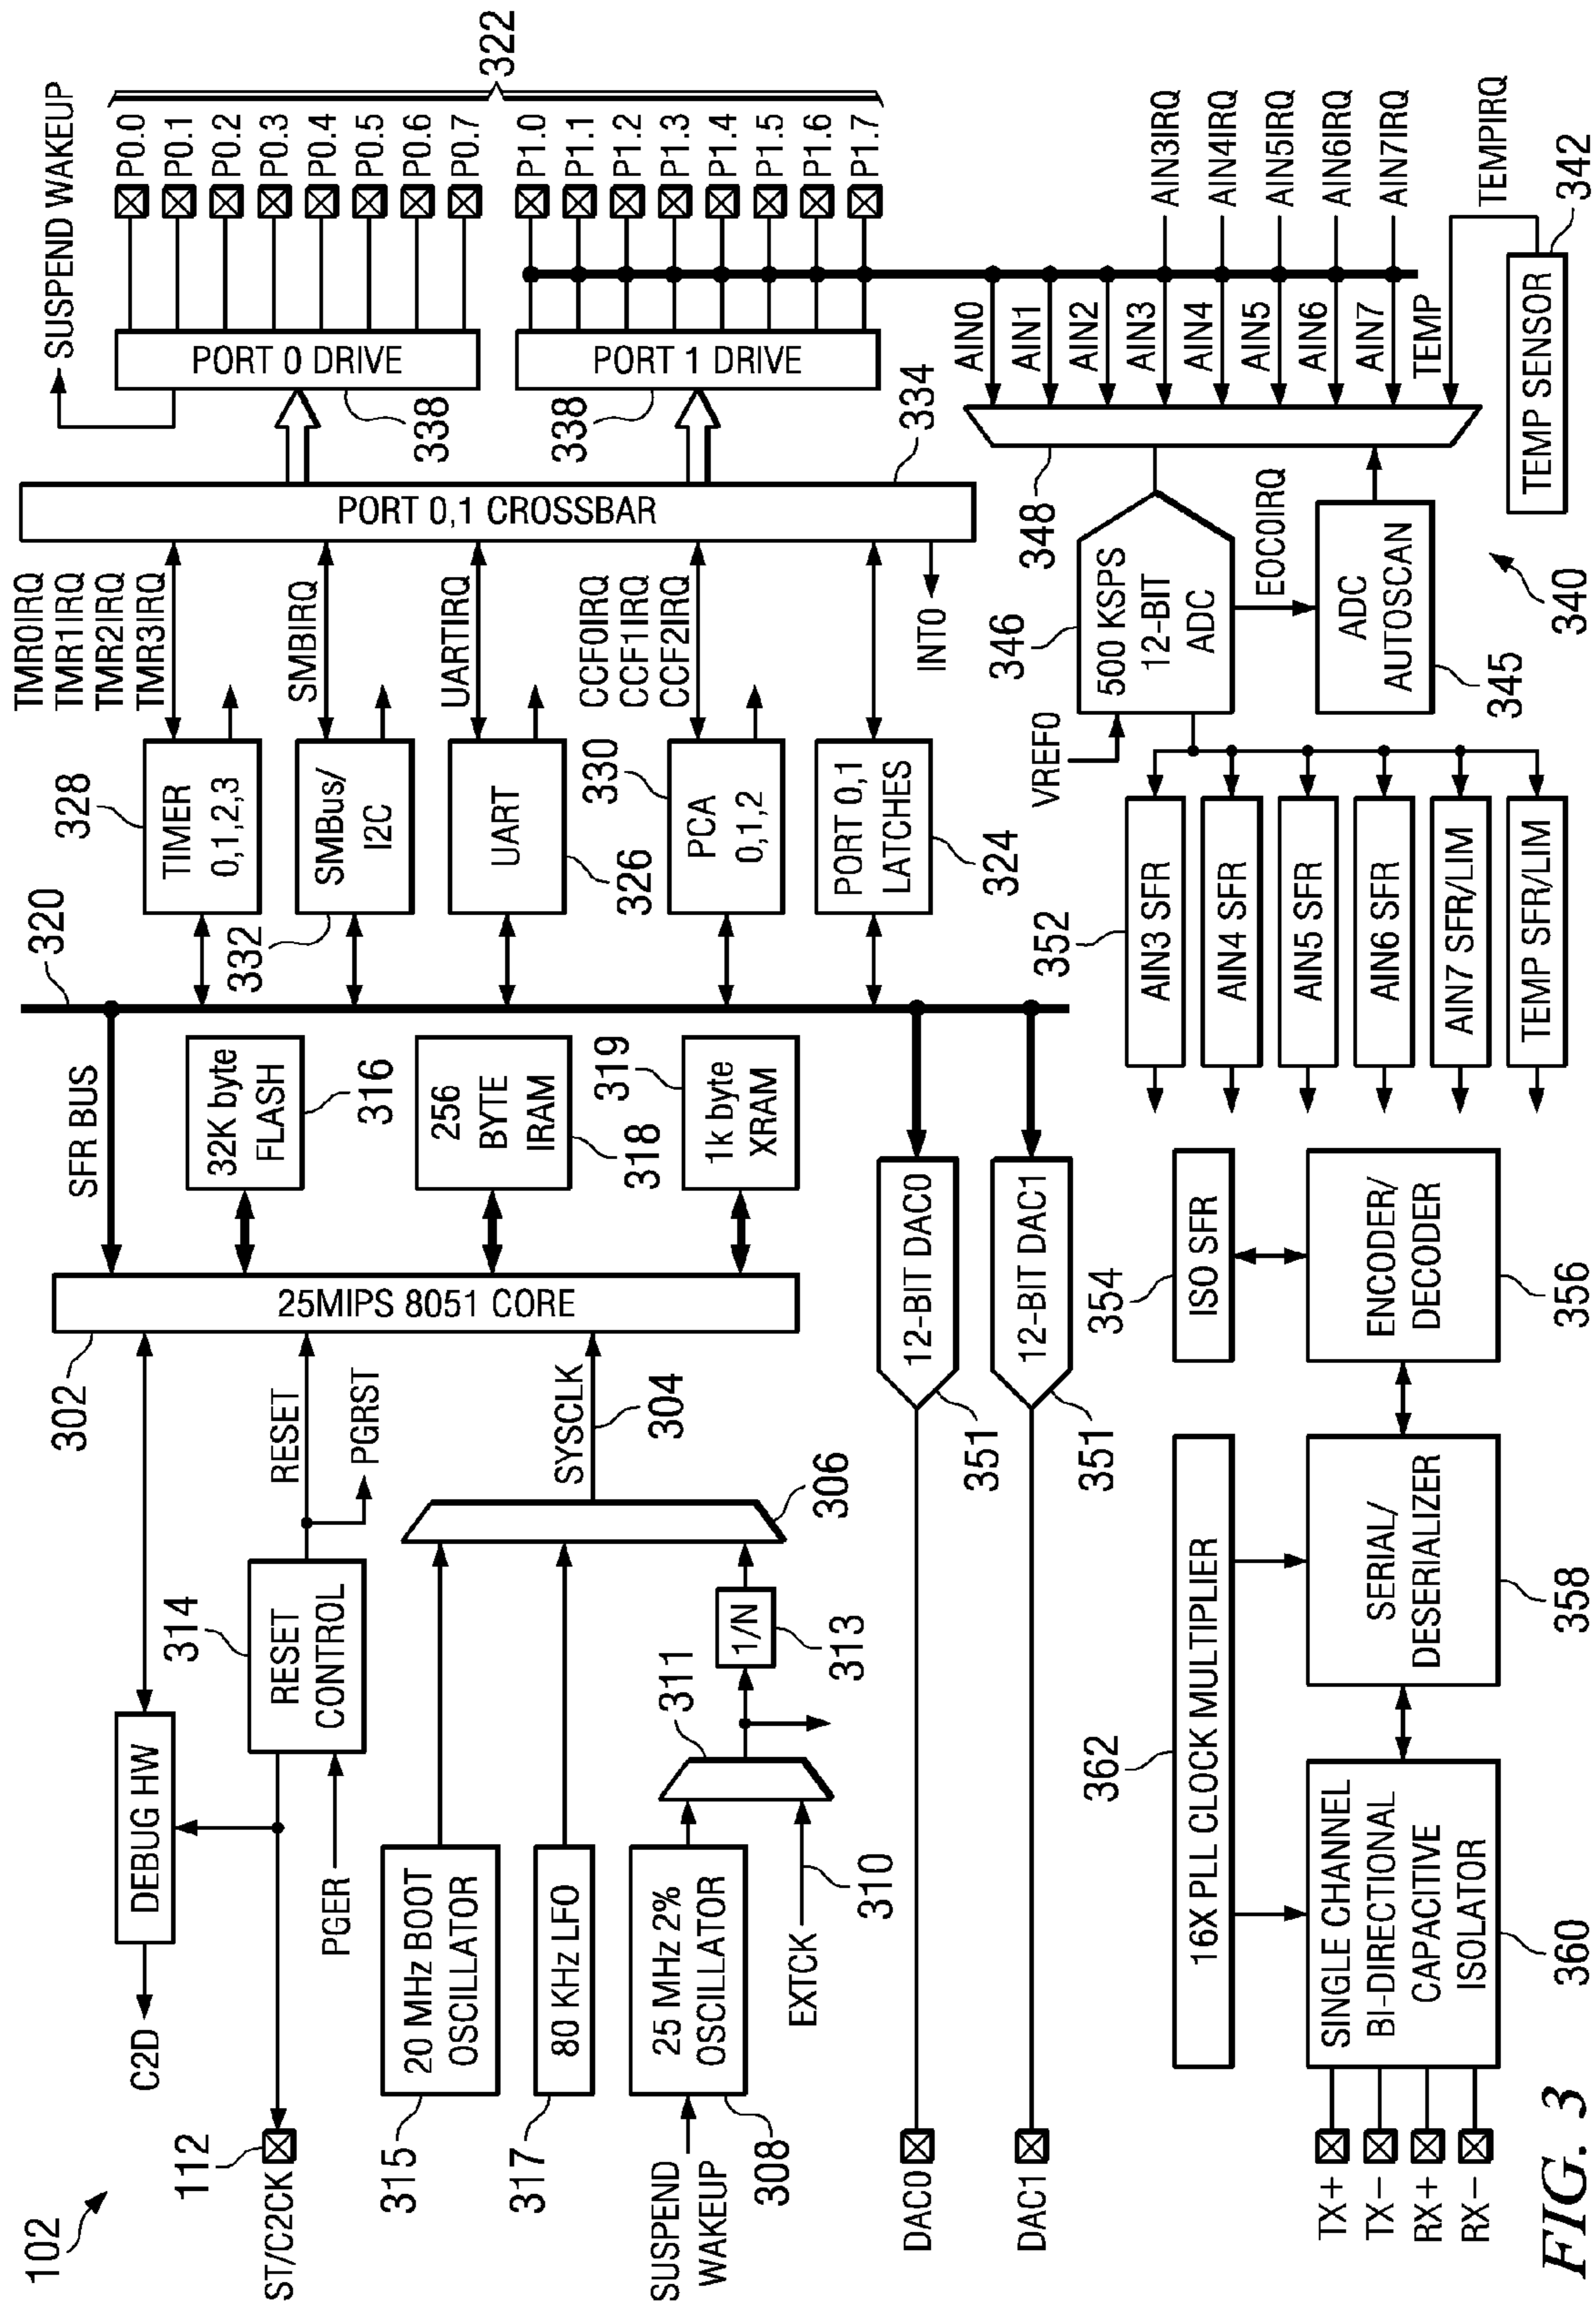 102
112
ST/C2CK
C2D
DEBUG HW
PGER
RESET
CONTROL
314
RESET
PGRST
302
25MIPS 8051 CORE
SYSCLK
304
306
20 MHz BOOT
OSCILLATOR
315
80 KHz LFO
317
25 MHz 2%
OSCILLATOR
308
SUSPEND
WAKEUP
EXTCK
310
311
1/N
313
SFR BUS
320
32K byte
FLASH
316
256
BYTE
IRAM
318
319
1k byte
XRAM
TIMER
0,1,2,3
328
TMR0IRQ
TMR1IRQ
TMR2IRQ
TMR3IRQ
SMBus/
I2C
332
SMBIRQ
UART
326
UARTIRQ
PCA
0,1,2
330
CCF0IRQ
CCF1IRQ
CCF2IRQ
PORT 0,1
LATCHES
324
INT0
PORT 0,1 CROSSBAR
334
SUSPEND WAKEUP
PORT 0 DRIVE
338
PORT 1 DRIVE
338
P0.0
P0.1
P0.2
P0.3
P0.4
P0.5
P0.6
P0.7
P1.0
P1.1
P1.2
P1.3
P1.4
P1.5
P1.6
P1.7
322
DAC0
12-BIT DAC0
351
DAC1
12-BIT DAC1
351
VREF0
500 KSPS
12-BIT
ADC
346
348
EOC0IRQ
ADC
AUTOSCAN
345
340
AIN0
AIN1
AIN2
AIN3
AIN4
AIN5
AIN6
AIN7
TEMP
AIN3IRQ
AIN4IRQ
AIN5IRQ
AIN6IRQ
AIN7IRQ
TEMPIRQ
TEMP SENSOR
342
352
AIN3 SFR
AIN4 SFR
AIN5 SFR
AIN6 SFR
AIN7 SFR/LIM
TEMP SFR/LIM
354
ISO SFR
ENCODER/
DECODER
356
SERIAL/
DESERIALIZER
358
362
16X PLL CLOCK MULTIPLIER
SINGLE CHANNEL
BI-DIRECTIONAL
CAPACITIVE
ISOLATOR
360
TX+
TX-
RX+
RX-
FIG. 3